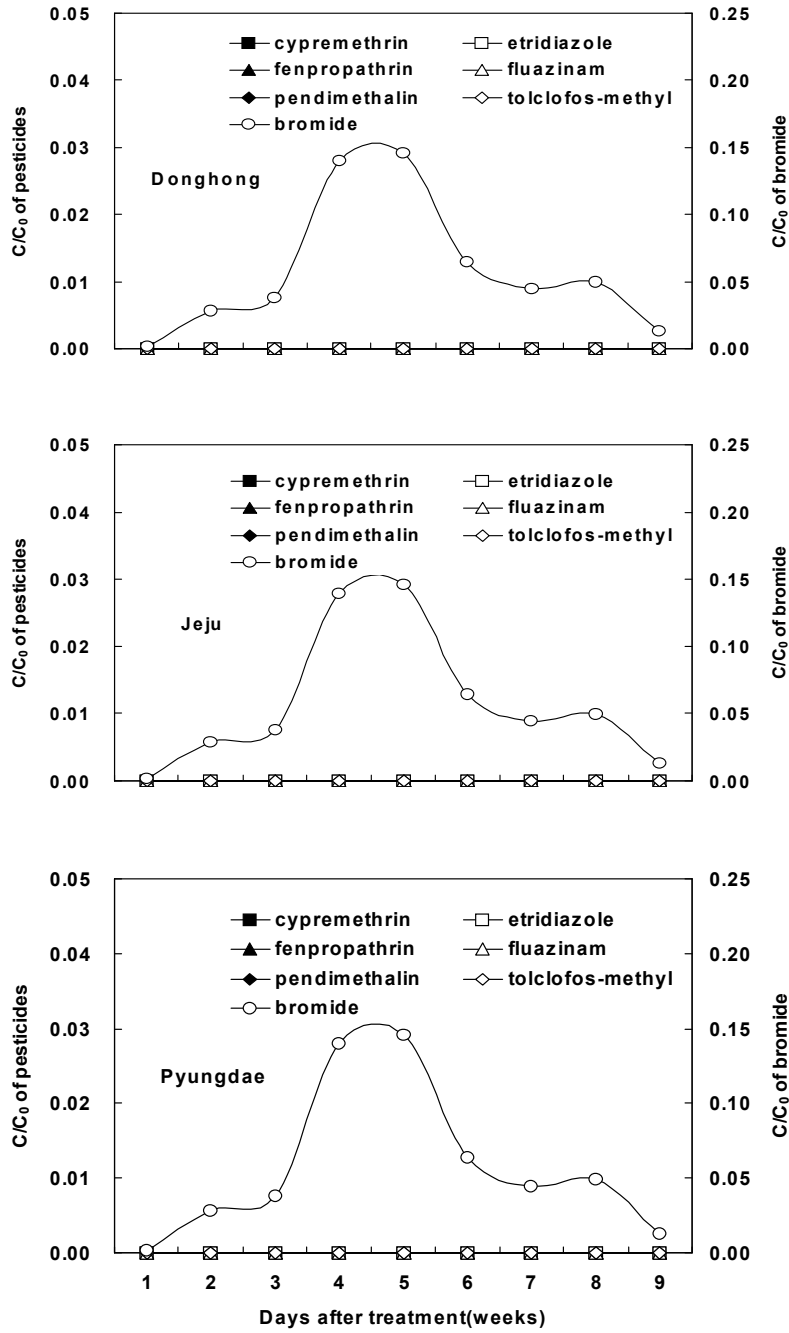 0.05
0.04
0.03
0.02
0.01
0.00
C/C₀ of pesticides
cypremethrin etridiazole
fenpropathrin fluazinam
pendimethalin tolclofos-methyl
bromide
Donghong
0.25
0.20
0.15
0.10
0.05
0.00
C/C₀ of bromide
0.05
0.04
0.03
0.02
0.01
0.00
C/C₀ of pesticides
cypremethrin etridiazole
fenpropathrin fluazinam
pendimethalin tolclofos-methyl
bromide
Jeju
0.25
0.20
0.15
0.10
0.05
0.00
C/C₀ of bromide
0.05
0.04
0.03
0.02
0.01
0.00
C/C₀ of pesticides
cypremethrin etridiazole
fenpropathrin fluazinam
pendimethalin tolclofos-methyl
bromide
Pyungdae
0.25
0.20
0.15
0.10
0.05
0.00
C/C₀ of bromide
1 2 3 4 5 6 7 8 9
Days after treatment(weeks)